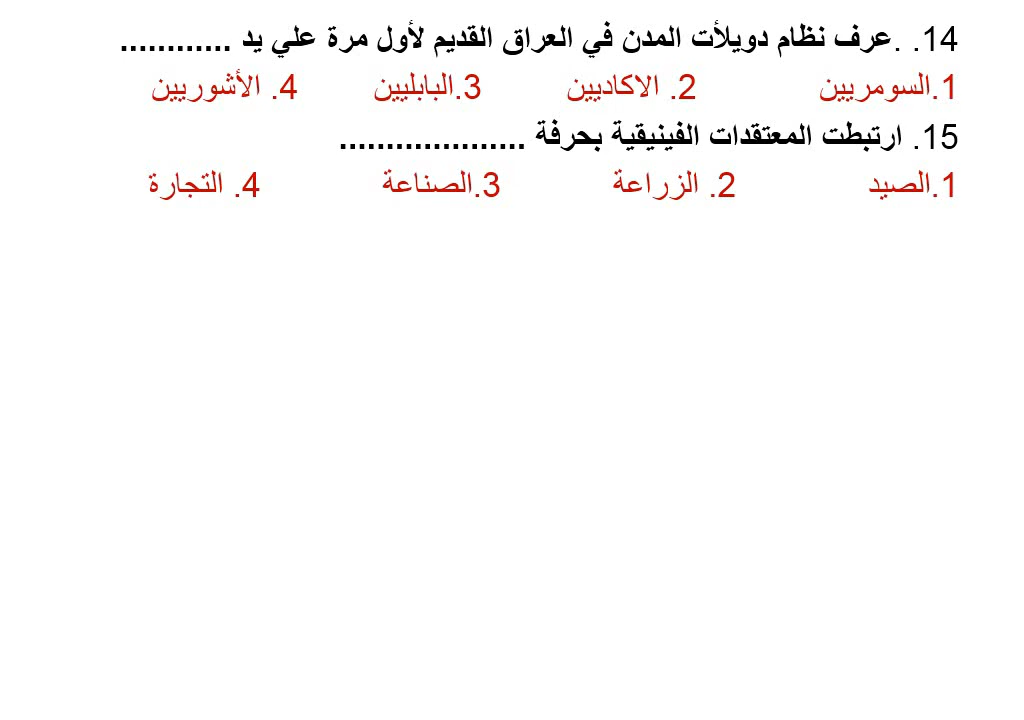 14. .عرف نظام دويلأت المدن في العراق القديم لأول مرة علي يد ............
1.السومريين 2. الاكاديين 3.البابليين 4. الأشوريين
15. ارتبطت المعتقدات الفينيقية بحرفة ....................
1.الصيد 2. الزراعة 3.الصناعة 4. التجارة